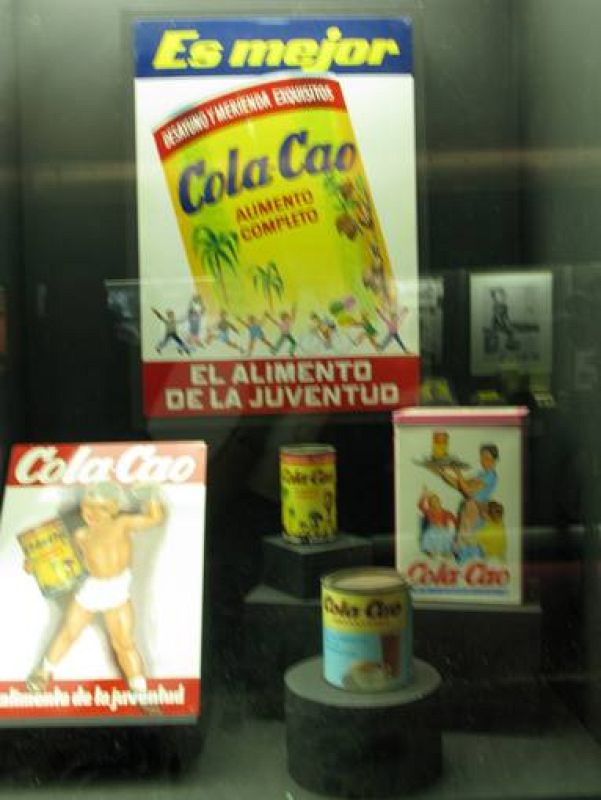 Es mejor
DESAYUNO Y MERIENDA EXQUISITOS
Cola Cao
ALIMENTO
COMPLETO
EL ALIMENTO
DE LA JUVENTUD
Cola Cao
alimento de la juventud
Cola Cao
Cola Cao
Cola Cao